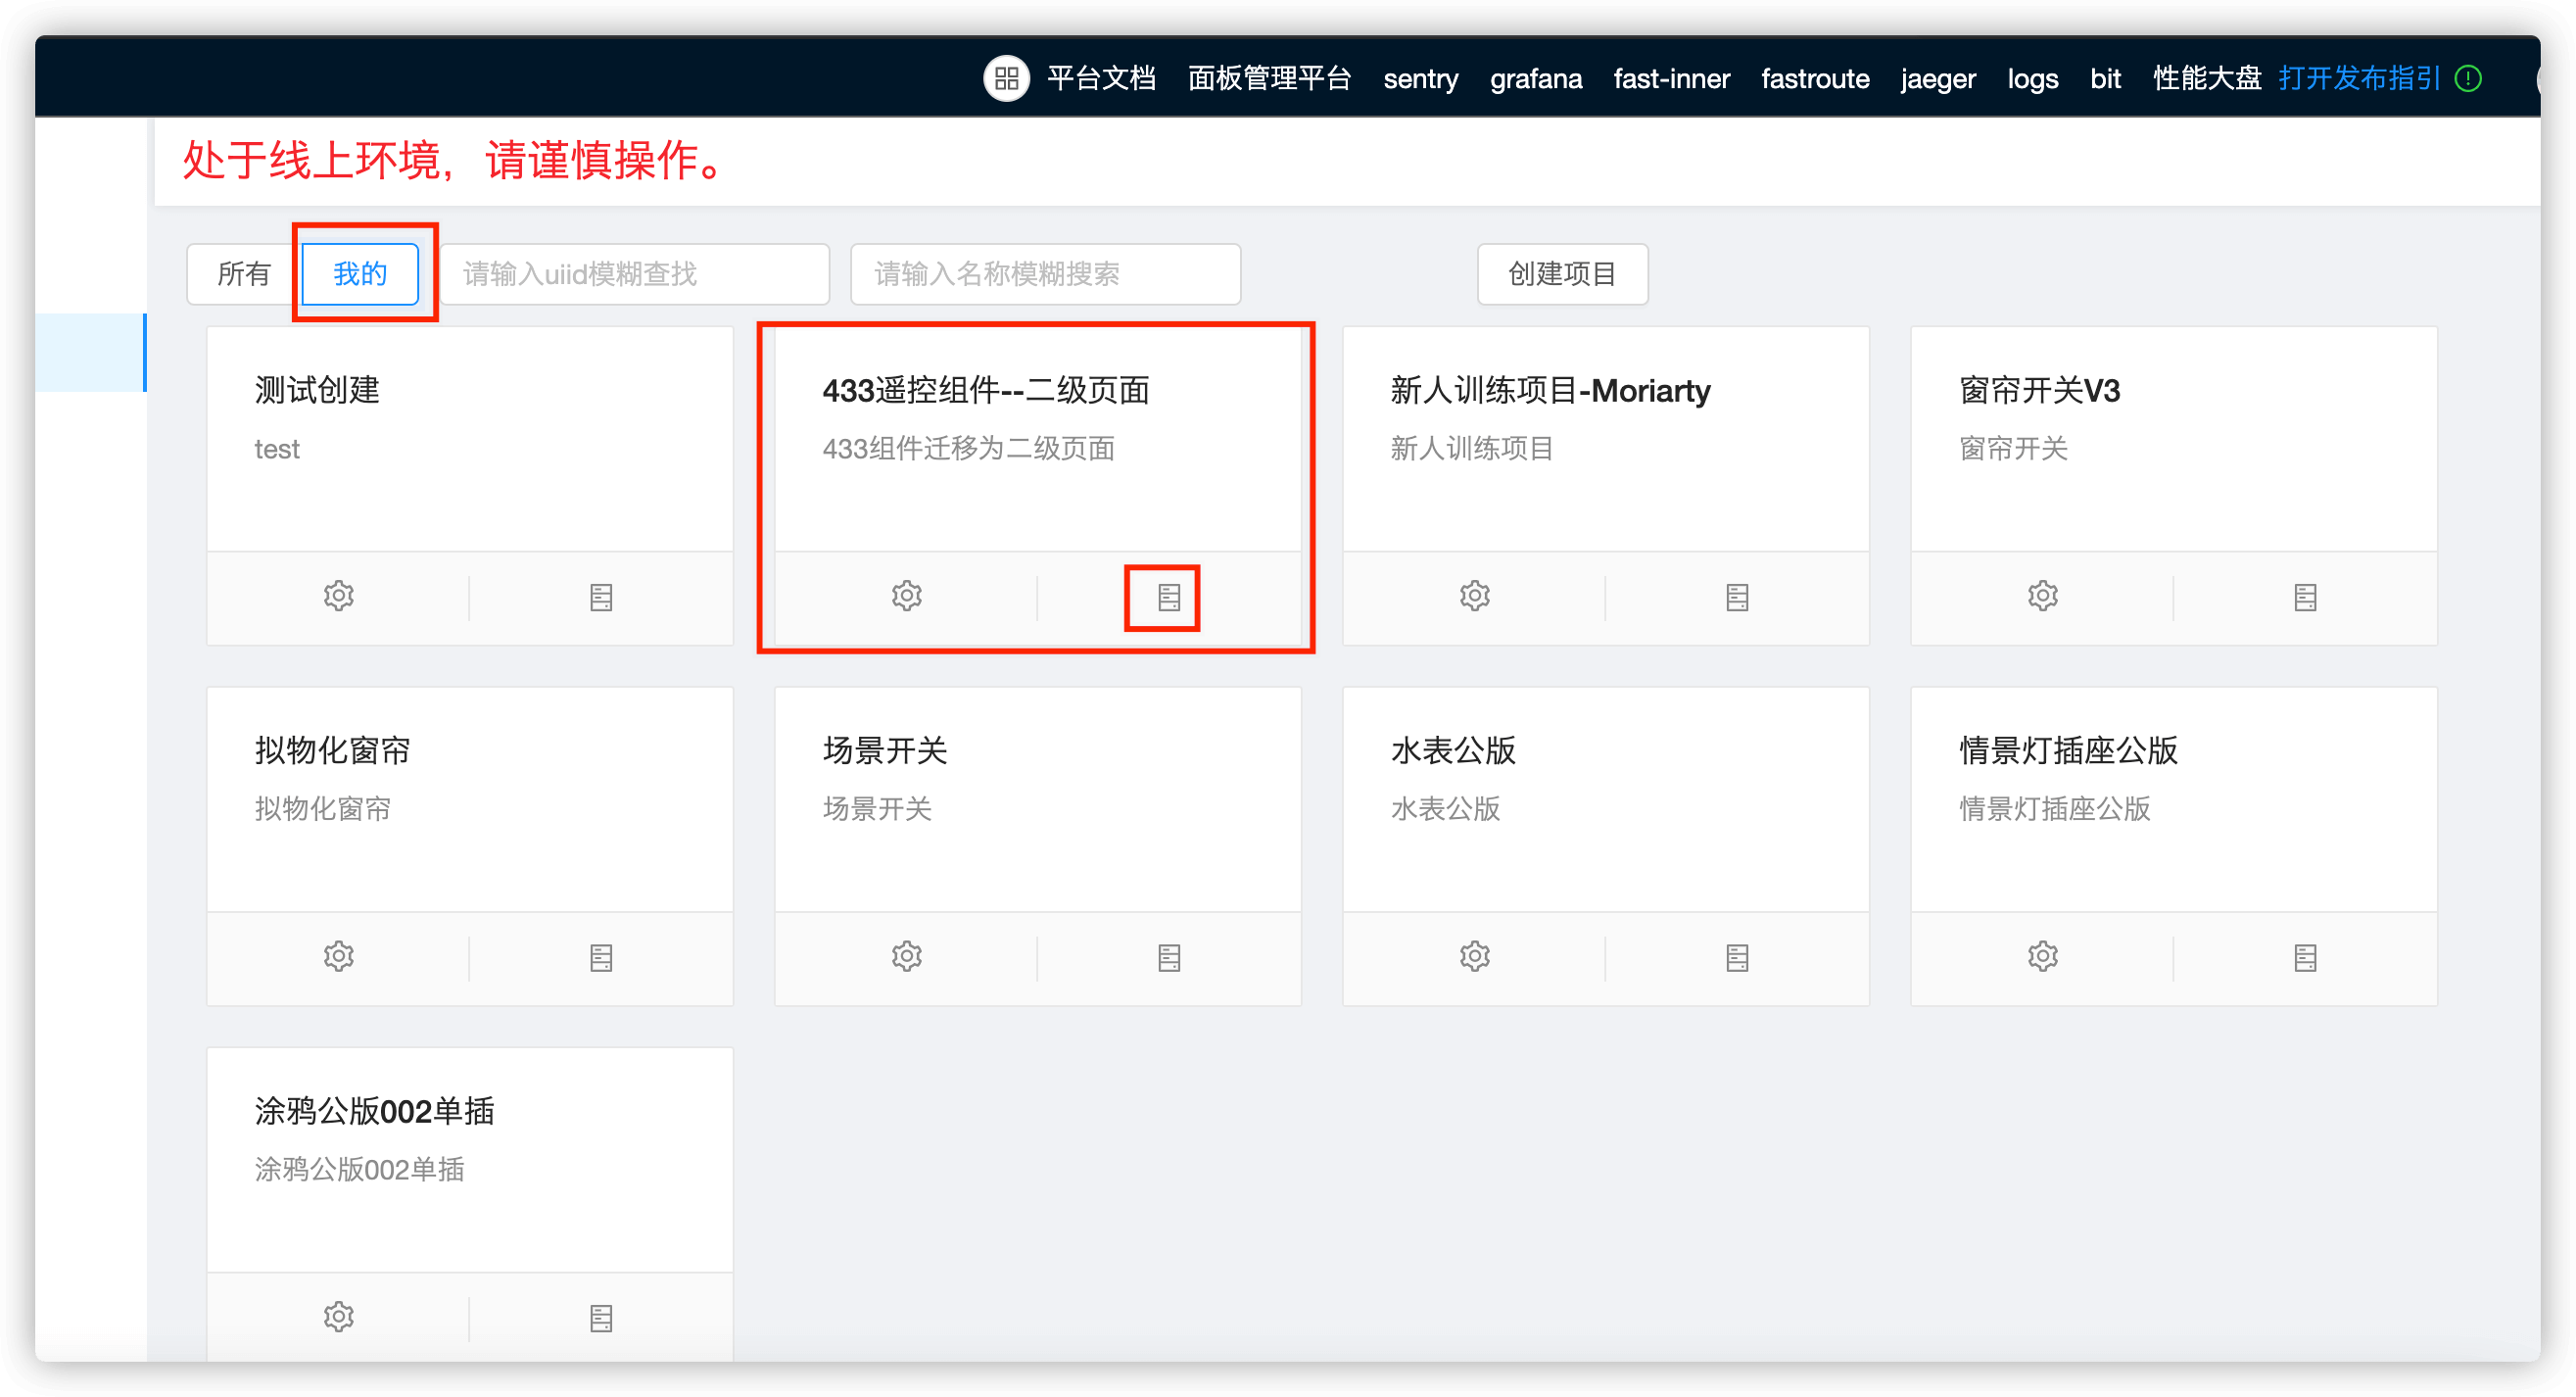 平台文档 面板管理平台 sentry grafana fast-inner fastroute jaeger logs bit 性能大盘 打开发布指引
处于线上环境，请谨慎操作。
所有 我的 请输入uiid模糊查找 请输入名称模糊搜索 创建项目
测试创建
test
433遥控组件--二级页面
433组件迁移为二级页面
新人训练项目-Moriarty
新人训练项目
窗帘开关V3
窗帘开关
拟物化窗帘
拟物化窗帘
场景开关
场景开关
水表公版
水表公版
情景灯插座公版
情景灯插座公版
涂鸦公版002单插
涂鸦公版002单插